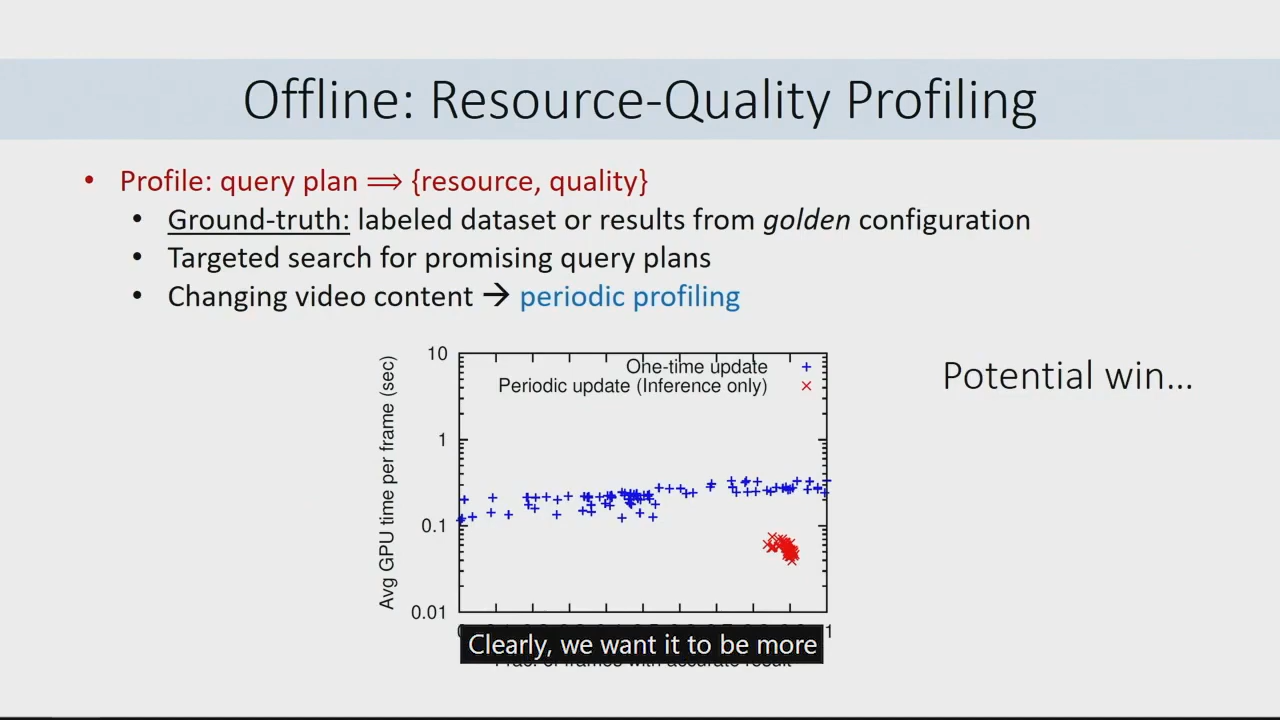 Offline: Resource-Quality Profiling
• Profile: query plan ⟹ {resource, quality}
• Ground-truth: labeled dataset or results from golden configuration
• Targeted search for promising query plans
• Changing video content → periodic profiling
10
1
0.1
0.01
Avg GPU time per frame (sec)
One-time update
Periodic update (Inference only)
Potential win...
1
Clearly, we want it to be more